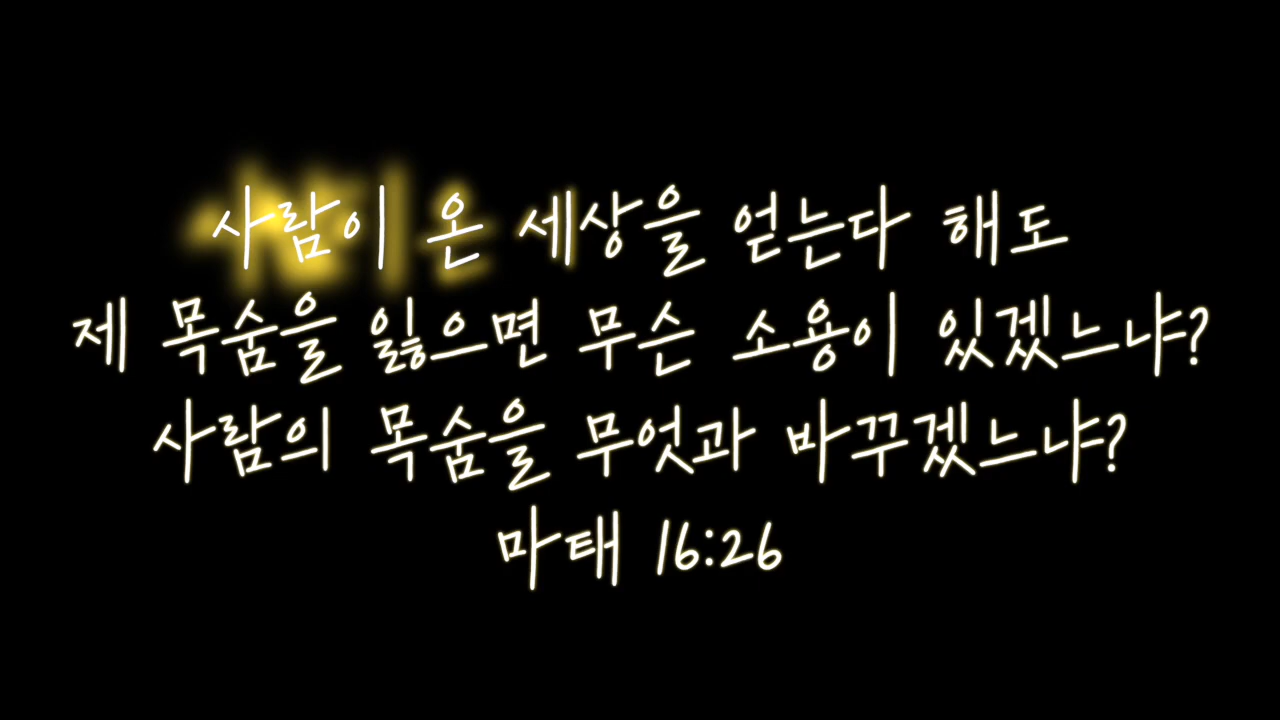 사람이 온 세상을 얻는다 해도
제 목숨을 잃으면 무슨 소용이 있겠느냐?
사람의 목숨을 무엇과 바꾸겠느냐?
마태 16:26